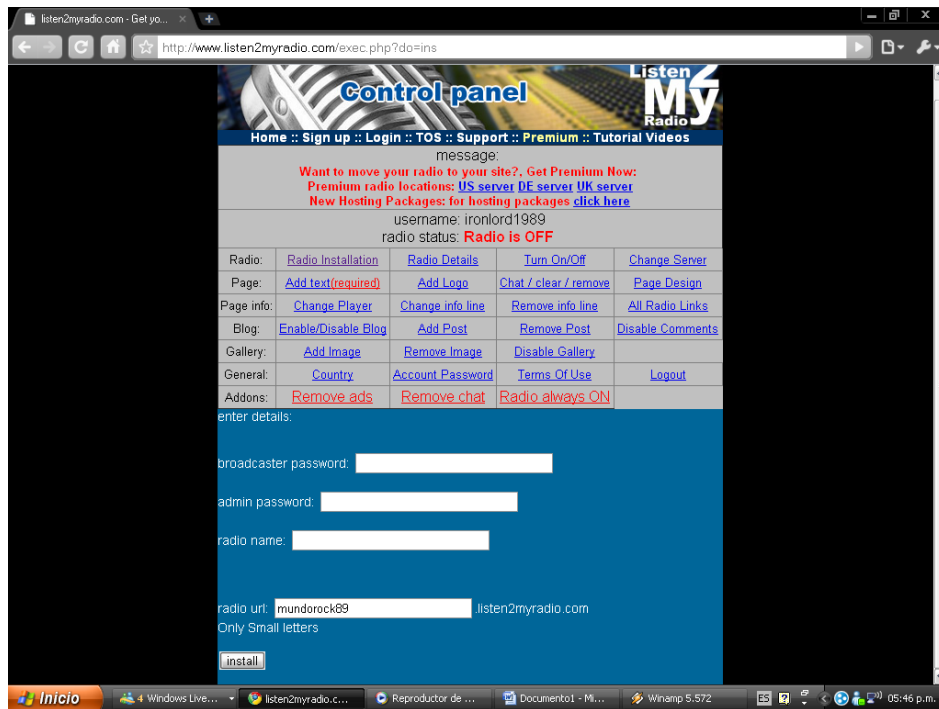 listen2myradio.com - Get yo...
http://www.listen2myradio.com/exec.php?do=ins
Control panel
Listen 2 My Radio
Home :: Sign up :: Login :: TOS :: Support :: Premium :: Tutorial Videos
message:
Want to move your radio to your site?, Get Premium Now:
Premium radio locations: US server DE server UK server
New Hosting Packages: for hosting packages click here
username: ironlord1989
radio status: Radio is OFF
Radio: Radio Installation Radio Details Turn On/Off Change Server
Page: Add text(required) Add Logo Chat / clear / remove Page Design
Page info: Change Player Change info line Remove info line All Radio Links
Blog: Enable/Disable Blog Add Post Remove Post Disable Comments
Gallery: Add Image Remove Image Disable Gallery
General: Country Account Password Terms Of Use Logout
Addons: Remove ads Remove chat Radio always ON
enter details:
broadcaster password:
admin password:
radio name:
radio url: mundorock89 .listen2myradio.com
Only Small letters
install
Inicio 4 Windows Live... listen2myradio.c... Reproductor de ... Documento1 - Mi... Winamp 5.572 ES 05:46 p.m.